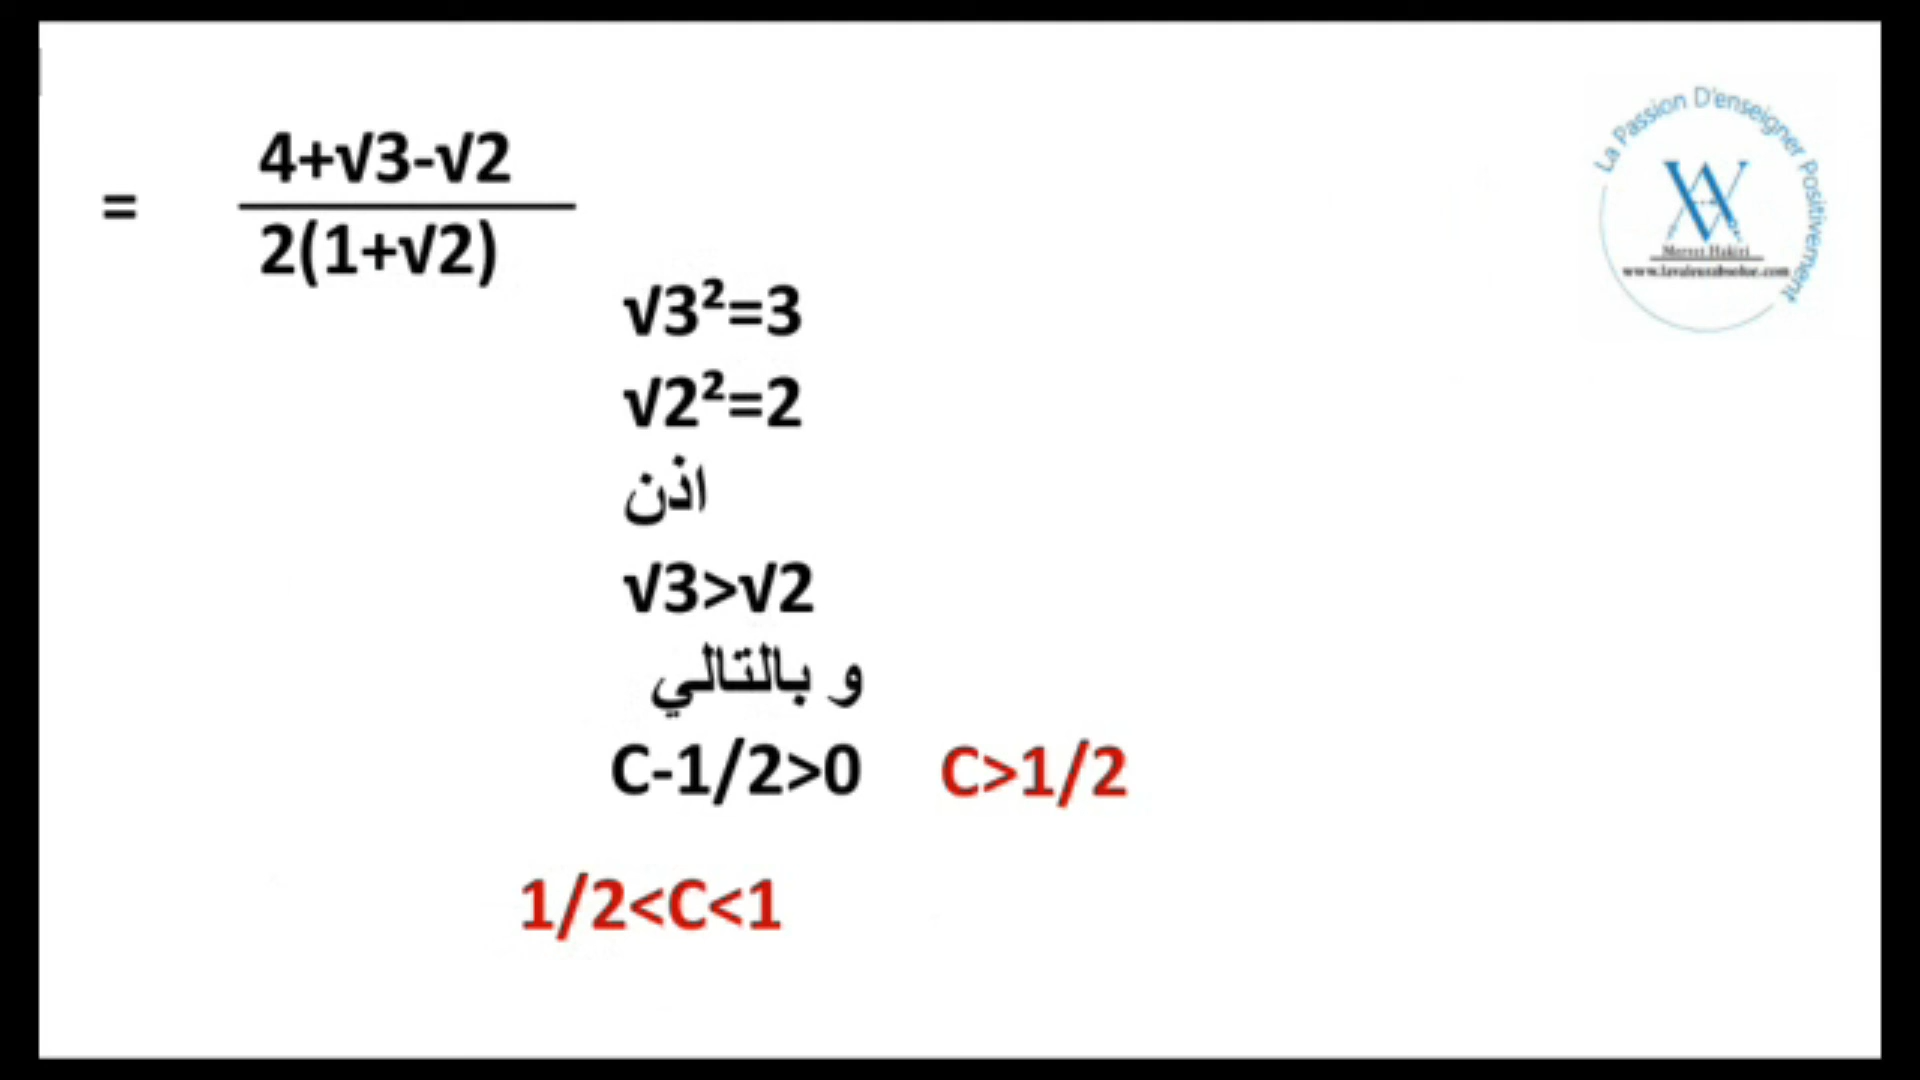 = 4+√3-√2
2(1+√2)
√3²=3
√2²=2
اذن
√3>√2
و بالتالي
C-1/2>0 C>1/2
1/2<C<1
La Passion D'enseigner Positivement